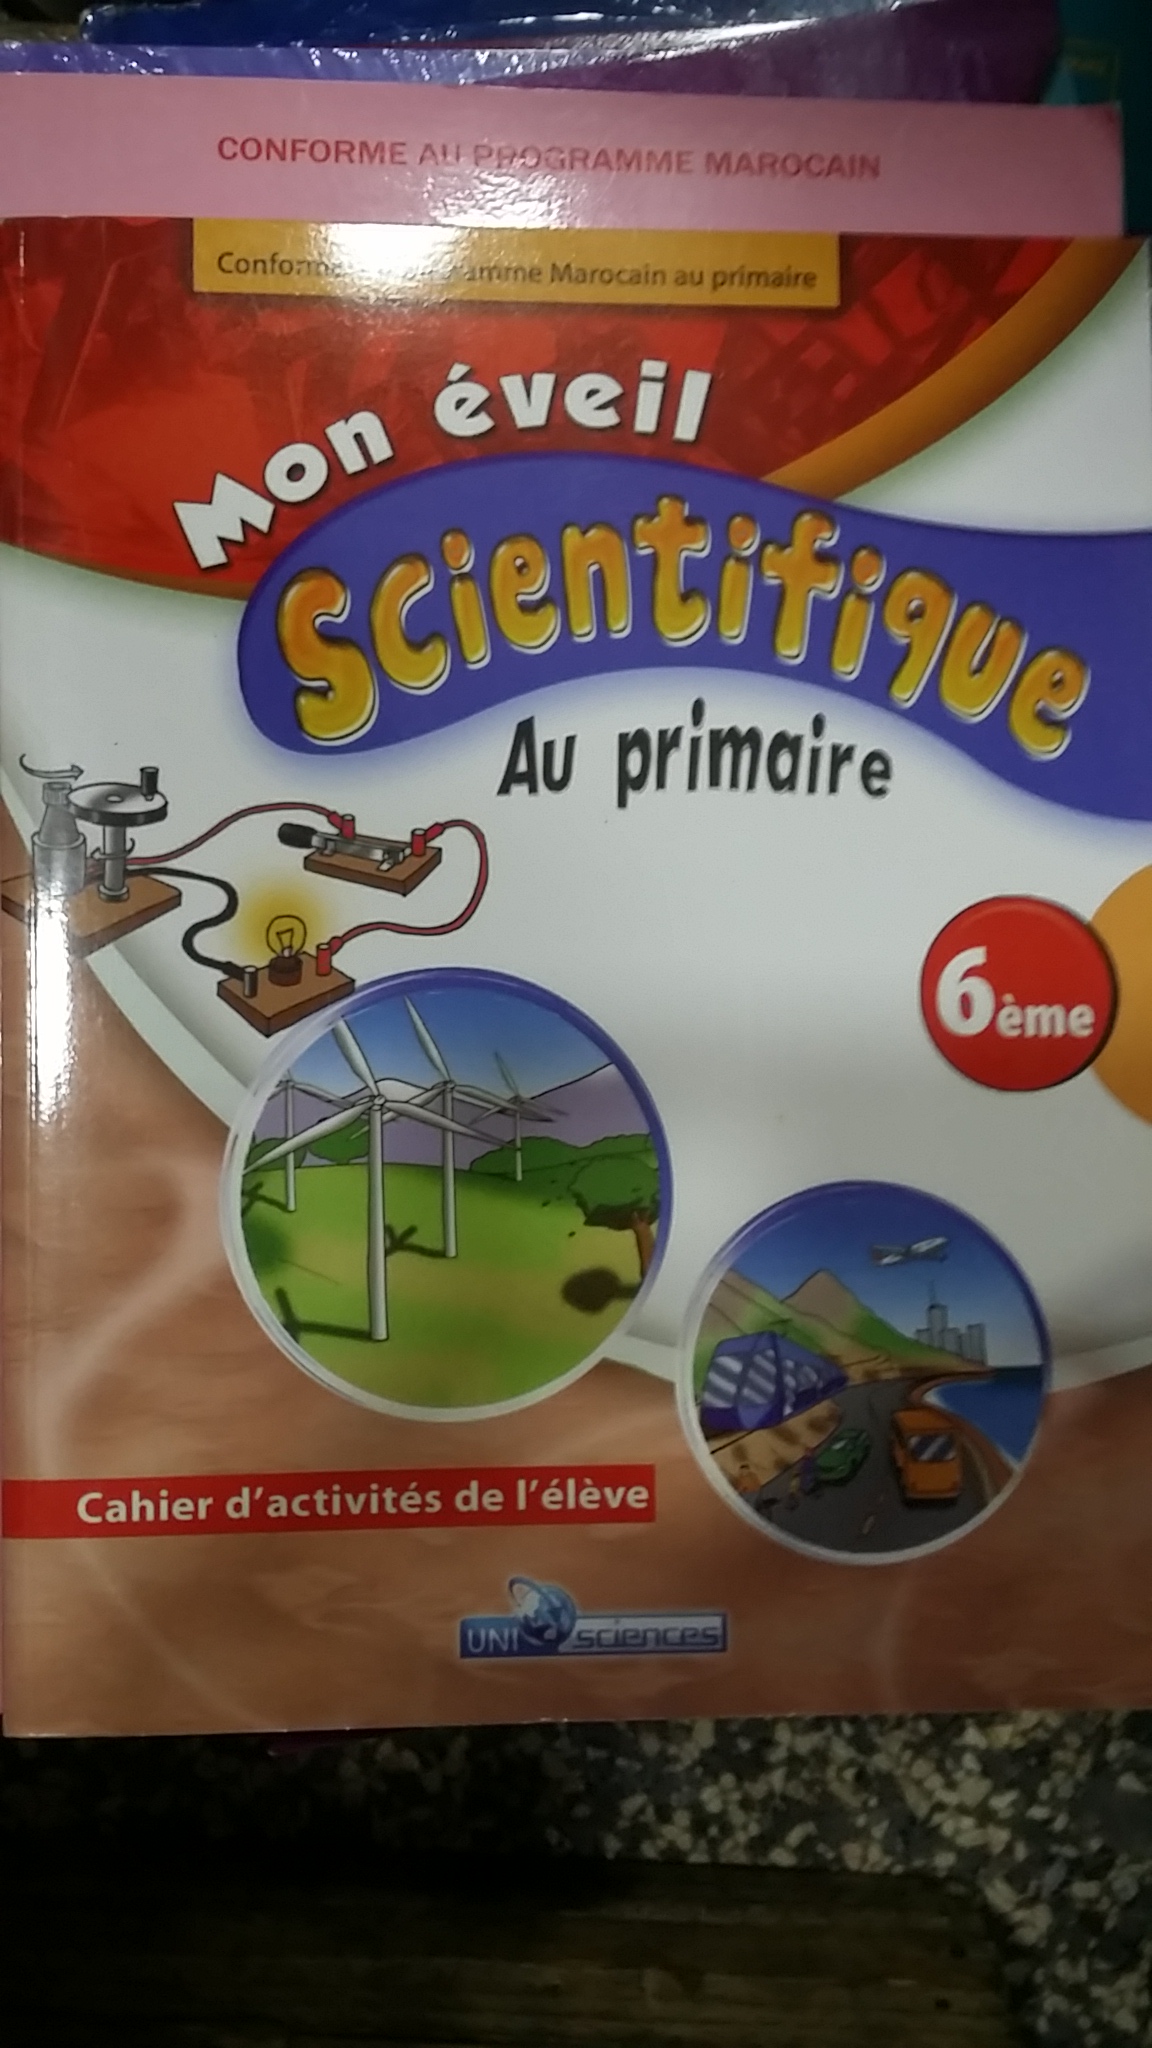 CONFORME AU PROGRAMME MAROCAIN
Conforme Marocain au primaire
Mon éveil
Scientifique
Au primaire
6ème
Cahier d'activités de l'élève
UNI sciences